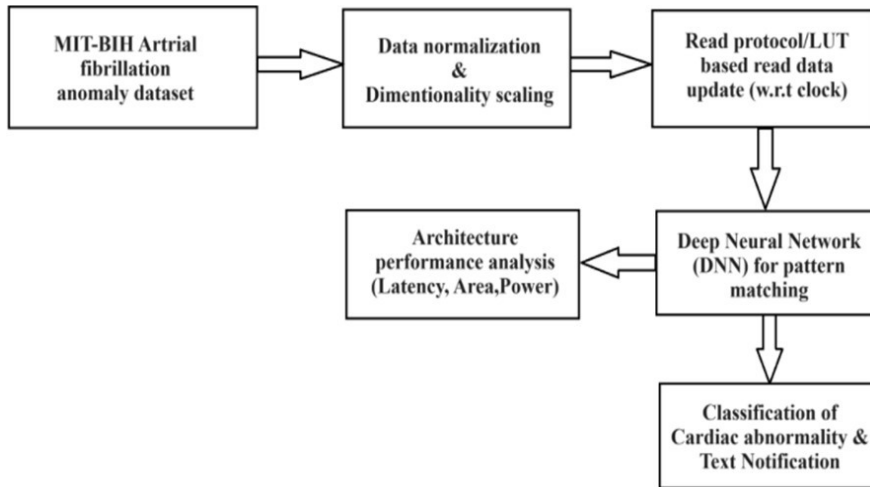 MIT-BIH Artrial
fibrillation
anomaly dataset
Data normalization
&
Dimentionality scaling
Read protocol/LUT
based read data
update (w.r.t clock)
Architecture
performance analysis
(Latency, Area,Power)
Deep Neural Network
(DNN) for pattern
matching
Classification of
Cardiac abnormality &
Text Notification